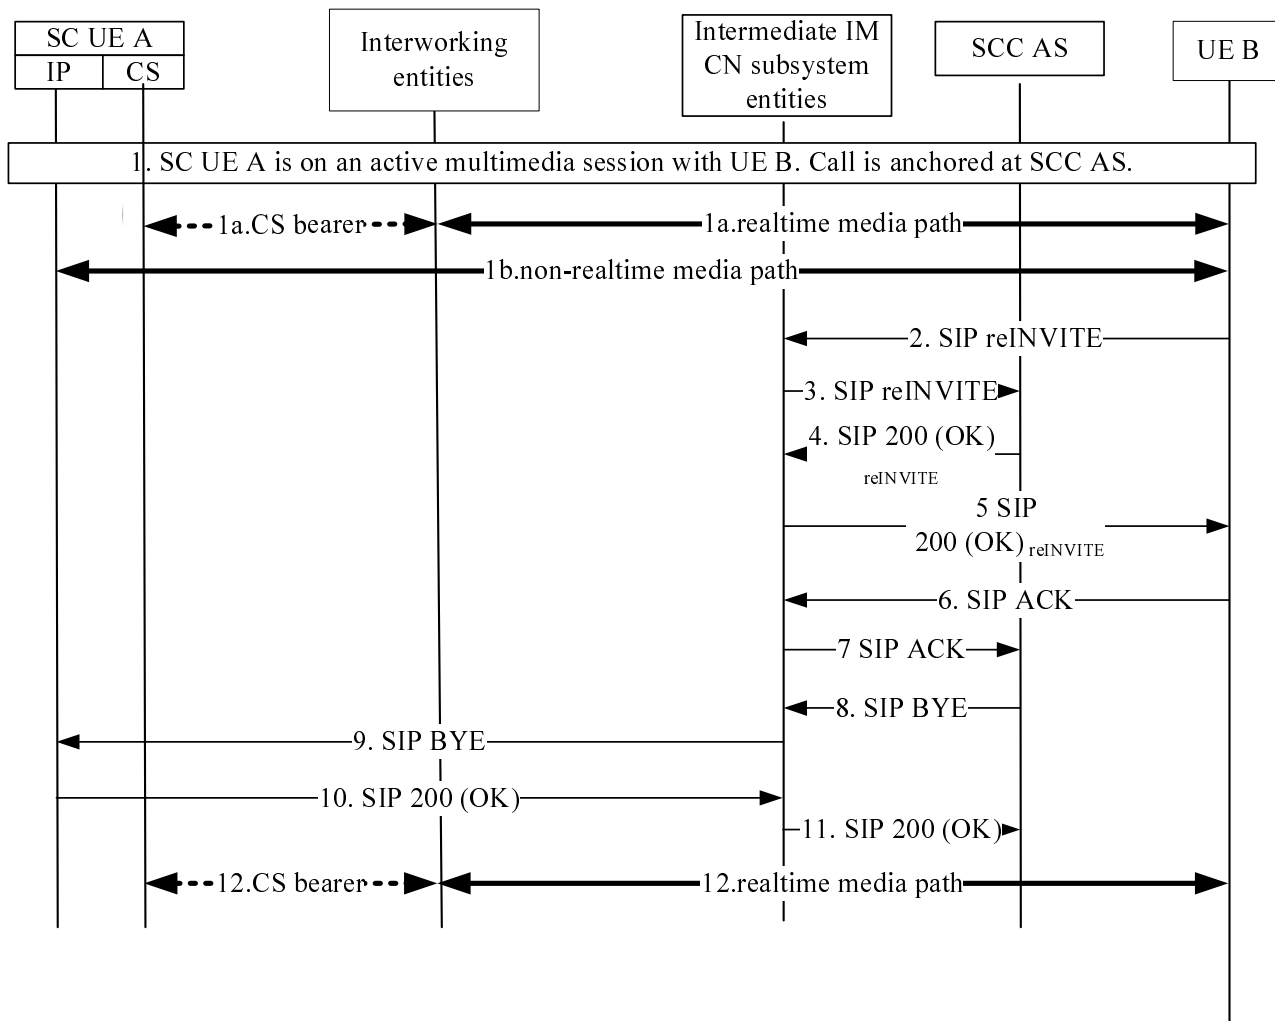 SC UE A
IP
CS
Interworking
entities
Intermediate IM
CN subsystem
entities
SCC AS
UE B
1. SC UE A is on an active multimedia session with UE B. Call is anchored at SCC AS.
1a.CS bearer
1a.realtime media path
1b.non-realtime media path
2. SIP reINVITE
3. SIP reINVITE
4. SIP 200 (OK)
reINVITE
5 SIP
200 (OK) reINVITE
6. SIP ACK
7 SIP ACK
8. SIP BYE
9. SIP BYE
10. SIP 200 (OK)
11. SIP 200 (OK)
12.CS bearer
12.realtime media path